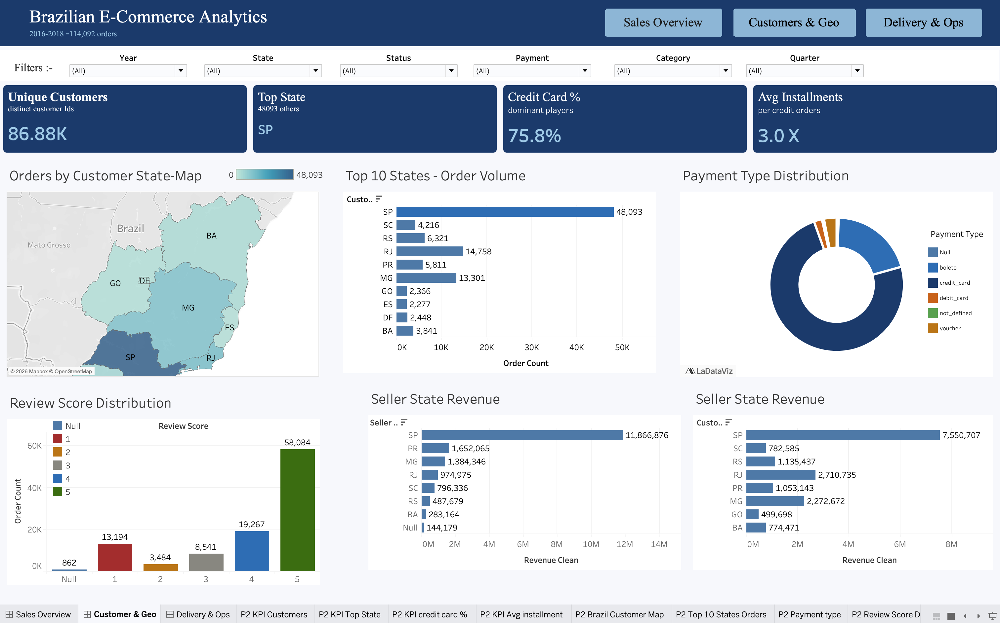 Brazilian E-Commerce Analytics
2016-2018 -114,092 orders
Sales Overview
Customers & Geo
Delivery & Ops
Filters :-
Year
(All)
State
(All)
Status
(All)
Payment
(All)
Category
(All)
Quarter
(All)
Unique Customers
distinct customer Ids
86.88K
Top State
48093 others
SP
Credit Card %
dominant players
75.8%
Avg Installments
per credit orders
3.0 X
Orders by Customer State-Map
0
48,093
Brazil
Mato Grosso
BA
GO
DF
MG
ES
SP
RJ
© 2026 Mapbox © OpenStreetMap
Top 10 States - Order Volume
Custo..
SP 48,093
SC 4,216
RS 6,321
RJ 14,758
PR 5,811
MG 13,301
GO 2,366
ES 2,277
DF 2,448
BA 3,841
0K 10K 20K 30K 40K 50K
Order Count
Payment Type Distribution
Payment Type
Null
boleto
credit_card
debit_card
not_defined
voucher
LaDataViz
Review Score Distribution
Review Score
Null
1
2
3
4
5
Order Count
60K
40K
20K
0K
862
13,194
3,484
8,541
19,267
58,084
Null 1 2 3 4 5
Seller State Revenue
Seller ..
SP 11,866,876
PR 1,652,065
MG 1,384,346
RJ 974,975
SC 796,336
RS 487,679
BA 283,164
Null 144,179
0M 2M 4M 6M 8M 10M 12M 14M
Revenue Clean
Seller State Revenue
Custo..
SP 7,550,707
SC 782,585
RS 1,135,437
RJ 2,710,735
PR 1,053,143
MG 2,272,672
GO 499,698
BA 774,471
0M 2M 4M 6M 8M
Revenue Clean
Sales Overview
Customer & Geo
Delivery & Ops
P2 KPI Customers
P2 KPI Top State
P2 KPI credit card %
P2 KPI Avg installment
P2 Brazil Customer Map
P2 Top 10 States Orders
P2 Payment type
P2 Review Score D